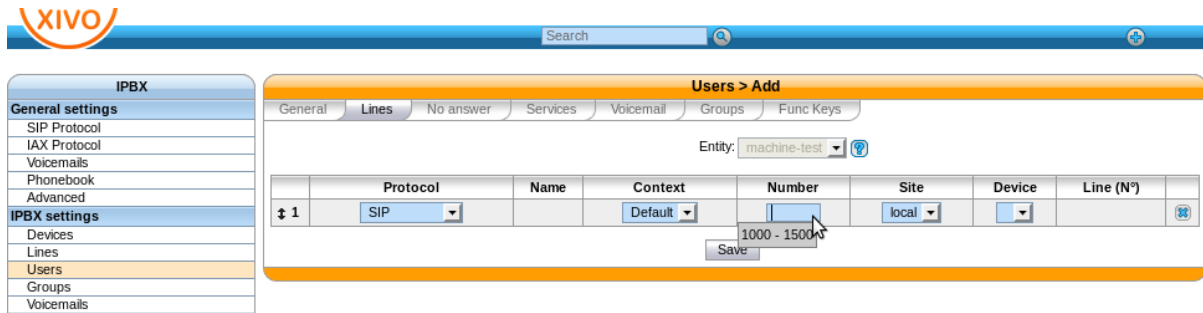 XIVO
Search
IPBX
General settings
SIP Protocol
IAX Protocol
Voicemails
Phonebook
Advanced
IPBX settings
Devices
Lines
Users
Groups
Voicemails
Users > Add
General Lines No answer Services Voicemail Groups Func Keys
Entity: machine-test
Protocol Name Context Number Site Device Line (N°)
1 SIP Default local
1000 - 1500
Save